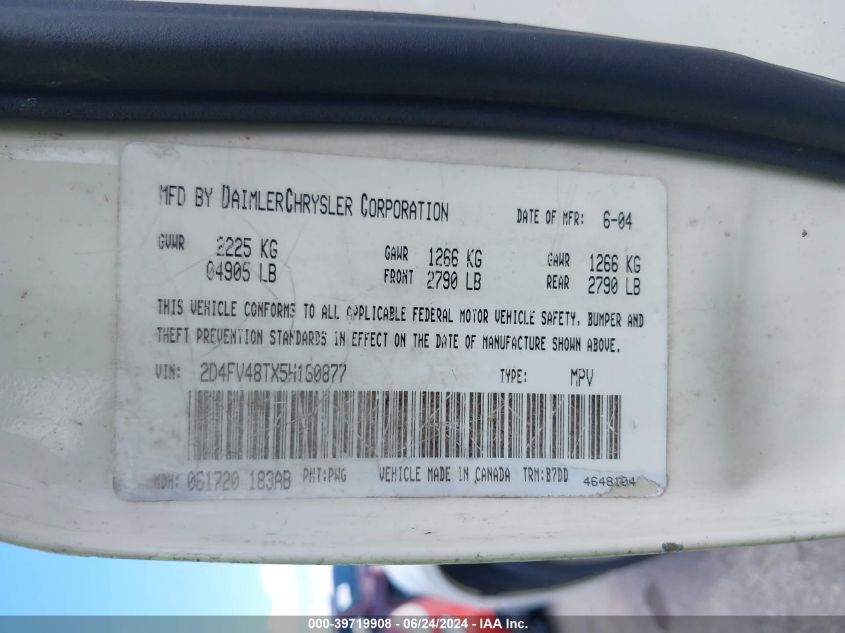 MFD BY DAIMLERCHRYSLER CORPORATION DATE OF MFR: 6-04
GVWR 2225 KG GAWR 1266 KG GAWR 1266 KG
04905 LB FRONT 2790 LB REAR 2790 LB
THIS VEHICLE CONFORMS TO ALL APPLICABLE FEDERAL MOTOR VEHICLE SAFETY, BUMPER AND
THEFT PREVENTION STANDARDS IN EFFECT ON THE DATE OF MANUFACTURE SHOWN ABOVE.
VIN: 2D4FV48TX5H160877 TYPE: MPV
MDH: 061720 183AB PNT:PWG VEHICLE MADE IN CANADA TRM:B7DD 4648104
000-39719908 - 06/24/2024 - IAA Inc.